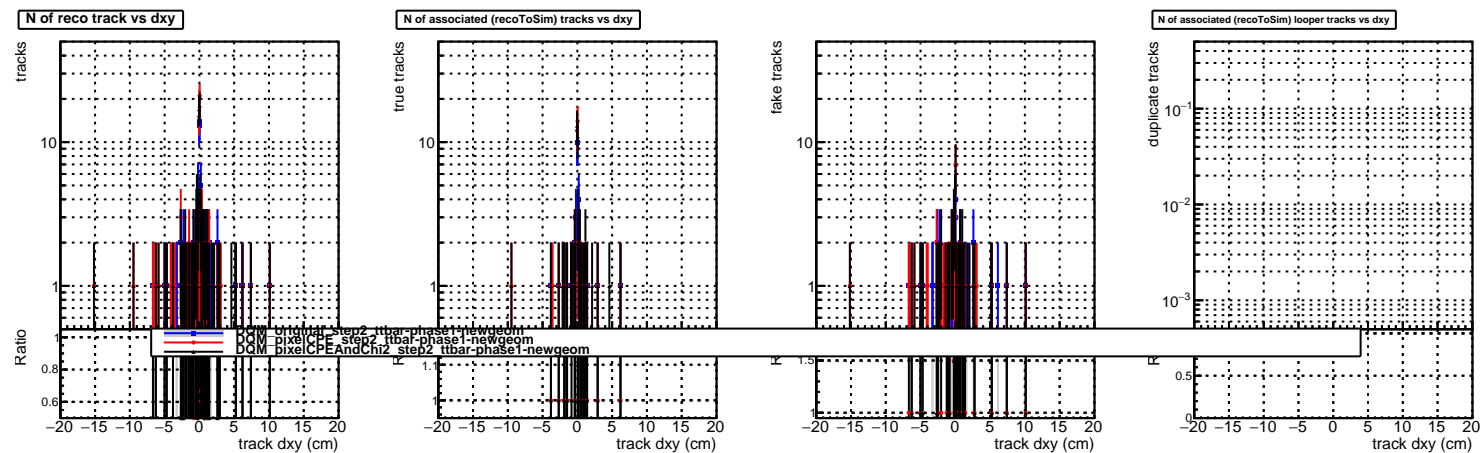 N of reco track vs dxy
tracks
10
1
Ratio
1
0.8
0.6
−20 −15 −10 −5 0 5 10 15 20
track dxy (cm)
N of associated (recoToSim) tracks vs dxy
true tracks
10
1
1.1
1
−20 −15 −10 −5 0 5 10 15 20
track dxy (cm)
fake tracks
10
1
1.5
1
−20 −15 −10 −5 0 5 10 15 20
track dxy (cm)
N of associated (recoToSim) looper tracks vs dxy
duplicate tracks
10−1
10−2
10−3
0.5
0
−20 −15 −10 −5 0 5 10 15 20
track dxy (cm)
DQM_original_step2_ttbar-phase1-newgeom
DQM_pixelCPE_step2_ttbar-phase1-newgeom
DQM_pixelCPEAndChi2_step2_ttbar-phase1-newgeom